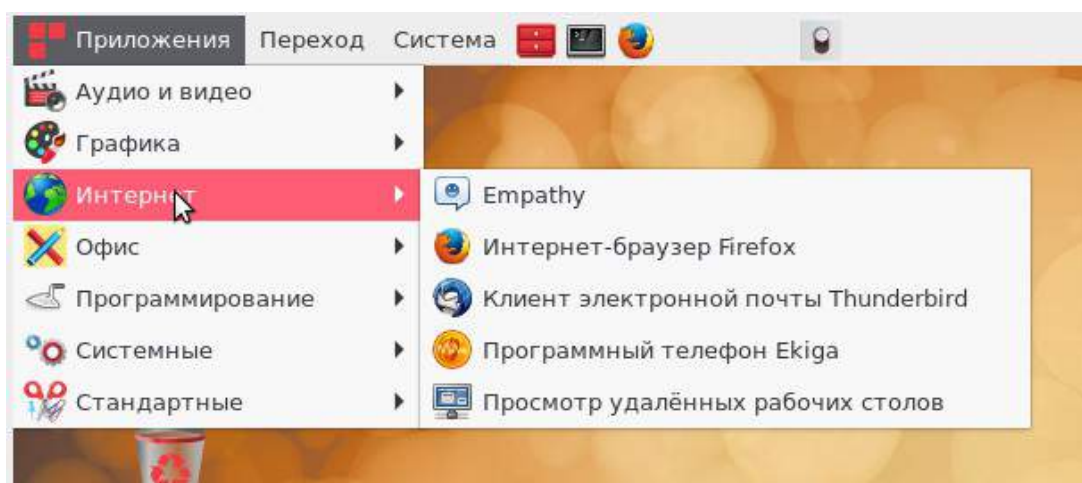 Приложения Переход Система
Аудио и видео
Графика
Интернет
Офис
Программирование
Системные
Стандартные
Empathy
Интернет-браузер Firefox
Клиент электронной почты Thunderbird
Программный телефон Ekiga
Просмотр удалённых рабочих столов